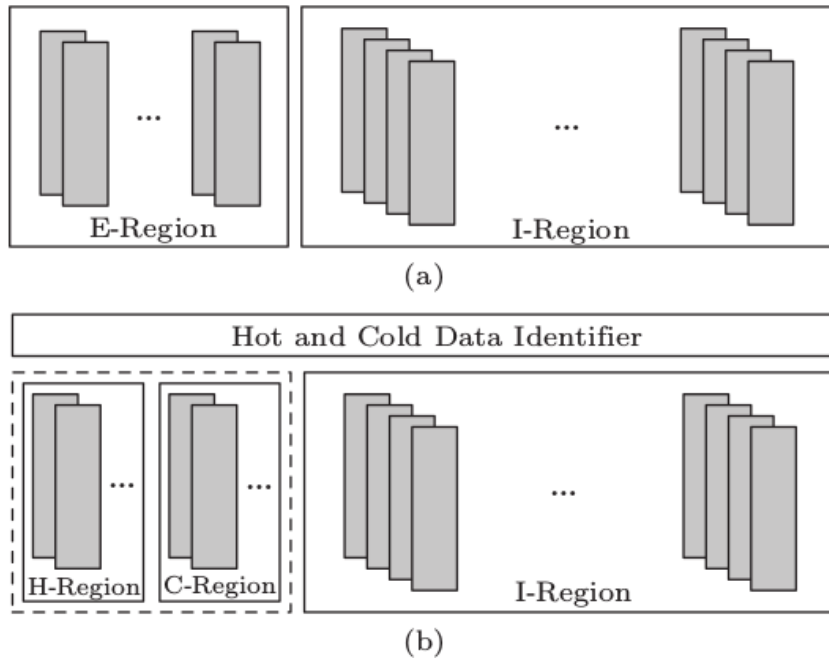 ...
...
E-Region
I-Region
(a)
Hot and Cold Data Identifier
...
...
...
H-Region
C-Region
I-Region
(b)